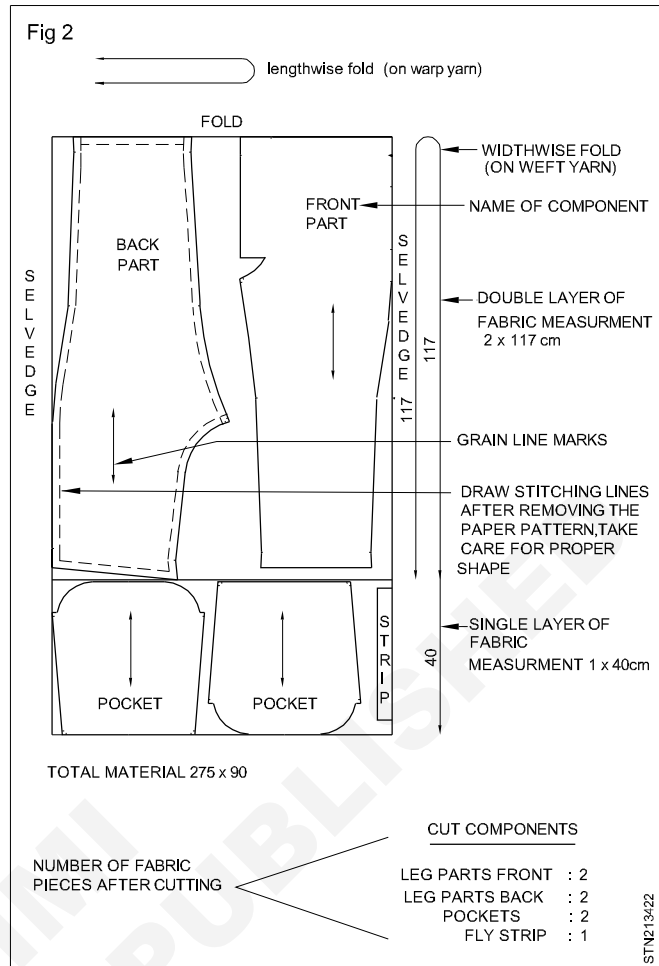 Fig 2
lengthwise fold (on warp yarn)
FOLD
WIDTHWISE FOLD
(ON WEFT YARN)
FRONT
PART
NAME OF COMPONENT
BACK
PART
SELVEDGE
SELVEDGE
117
117
DOUBLE LAYER OF
FABRIC MEASURMENT
2 x 117 cm
GRAIN LINE MARKS
DRAW STITCHING LINES
AFTER REMOVING THE
PAPER PATTERN,TAKE
CARE FOR PROPER
SHAPE
STRIP
40
SINGLE LAYER OF
FABRIC
MEASURMENT 1 x 40cm
POCKET
POCKET
TOTAL MATERIAL 275 x 90
CUT COMPONENTS
NUMBER OF FABRIC
PIECES AFTER CUTTING
LEG PARTS FRONT : 2
LEG PARTS BACK : 2
POCKETS : 2
FLY STRIP : 1
STN213422